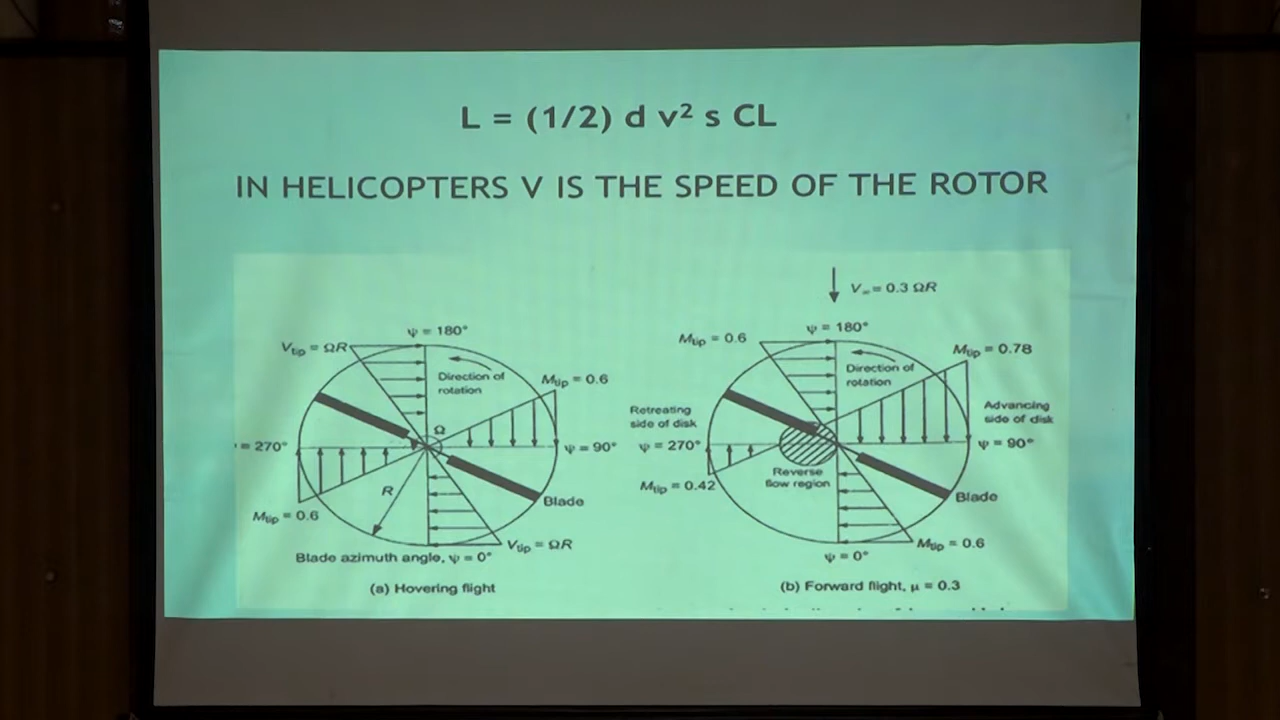 L = (1/2) d v² s CL
IN HELICOPTERS V IS THE SPEED OF THE ROTOR
V∞ = 0.3 ΩR
ψ = 180°
Vtip = ΩR
Direction of
rotation
Mtip = 0.6
Ω
= 270°
ψ = 90°
R
Blade
Mtip = 0.6
Vtip = ΩR
Blade azimuth angle, ψ = 0°
(a) Hovering flight
ψ = 180°
Mtip = 0.6
Direction of
rotation
Mtip = 0.78
Retreating
side of disk
ψ = 270°
Advancing
side of disk
ψ = 90°
Reverse
flow region
Mtip = 0.42
Blade
Mtip = 0.6
ψ = 0°
(b) Forward flight, μ = 0.3